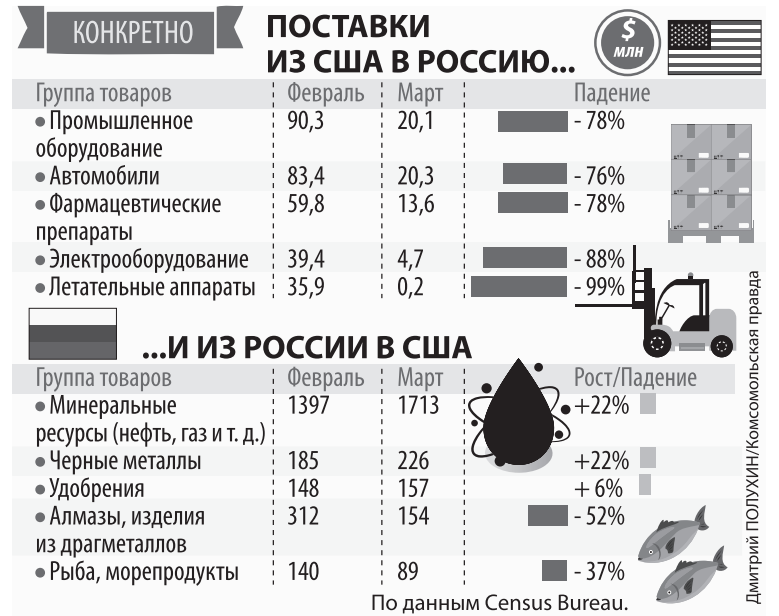 КОНКРЕТНО
ПОСТАВКИ
ИЗ США В РОССИЮ...
$
МЛН
Группа товаров Февраль Март Падение
• Промышленное 90,3 20,1 - 78%
оборудование
• Автомобили 83,4 20,3 - 76%
• Фармацевтические 59,8 13,6 - 78%
препараты
• Электрооборудование 39,4 4,7 - 88%
• Летательные аппараты 35,9 0,2 - 99%
...И ИЗ РОССИИ В США
Группа товаров Февраль Март Рост/Падение
• Минеральные 1397 1713 +22%
ресурсы (нефть, газ и т. д.)
• Черные металлы 185 226 +22%
• Удобрения 148 157 + 6%
• Алмазы, изделия 312 154 - 52%
из драгметаллов
• Рыба, морепродукты 140 89 - 37%
По данным Census Bureau.
Дмитрий ПОЛУХИН/Комсомольская правда